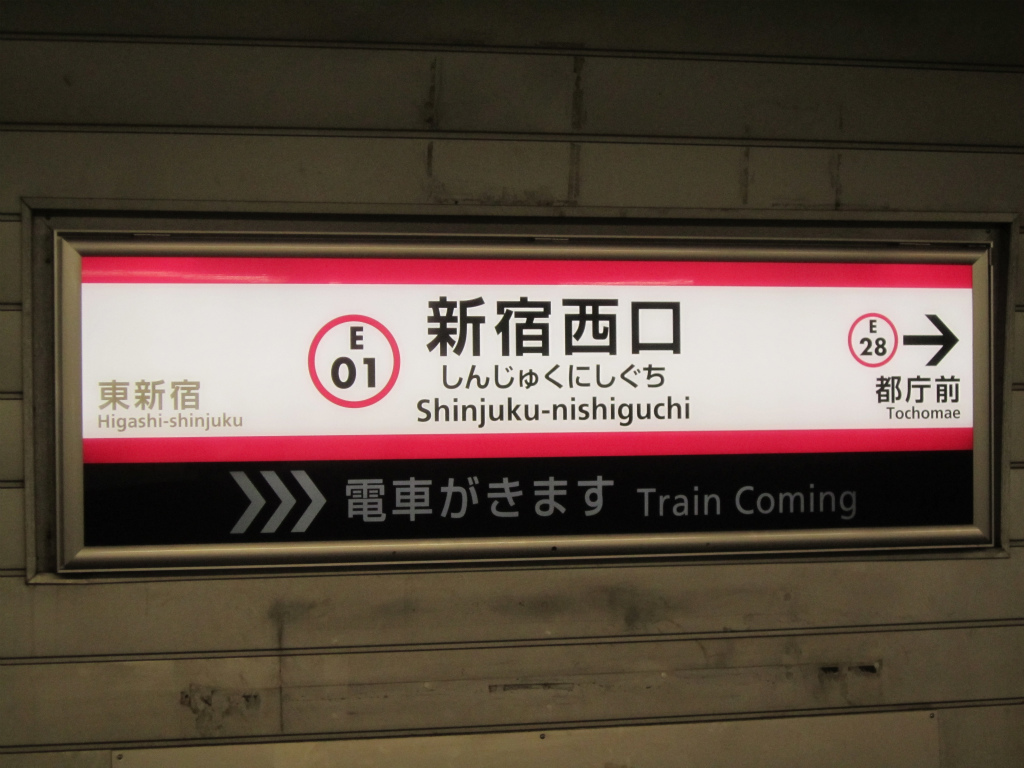 新宿西口
しんじゅくにしぐち
Shinjuku-nishiguchi
E
01
東新宿
Higashi-shinjuku
E
28
都庁前
Tochomae
電車がきます Train Coming